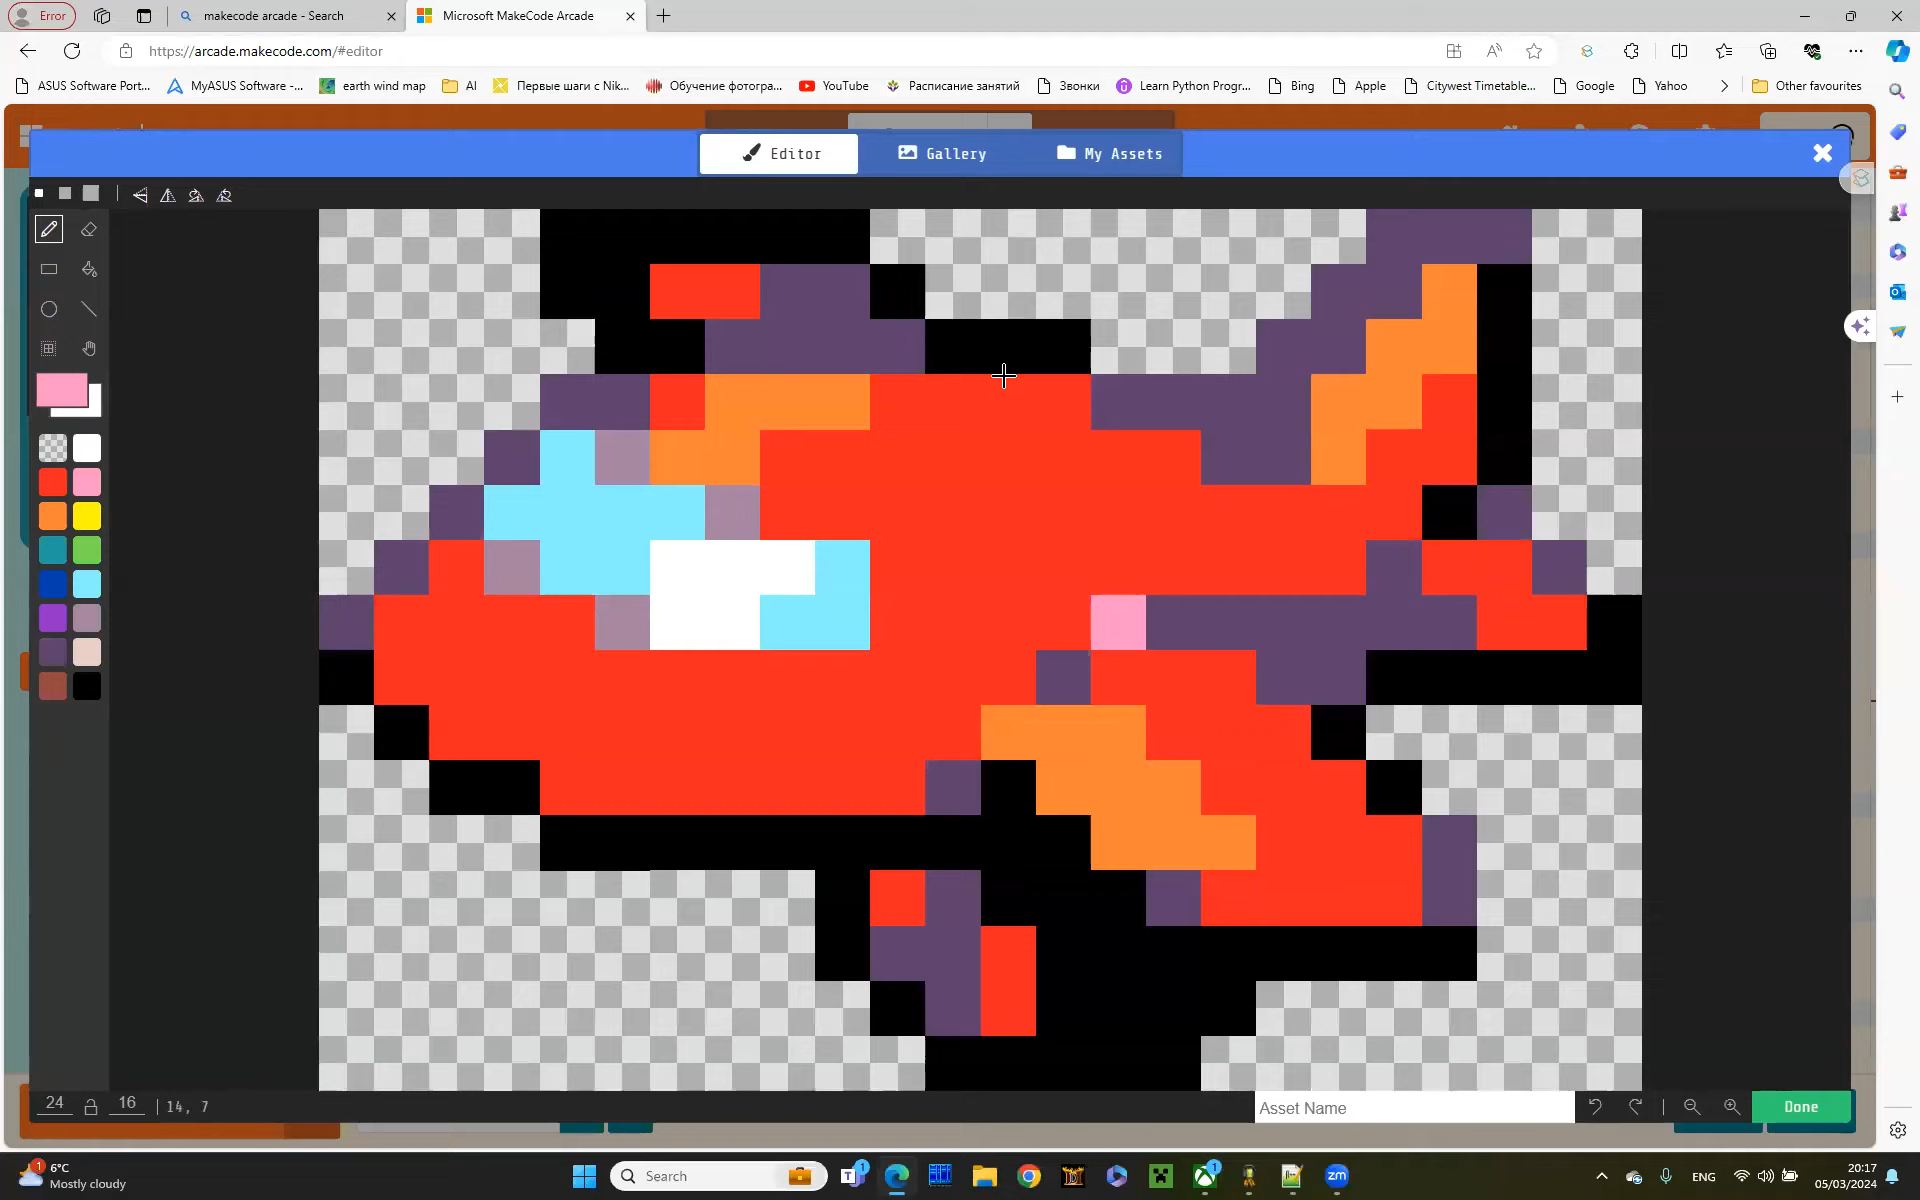 Error
makecode arcade - Search
Microsoft MakeCode Arcade
https://arcade.makecode.com/#editor
ASUS Software Port...
MyASUS Software -...
earth wind map
AI
Первые шаги с Nik...
Обучение фотогра...
YouTube
Расписание занятий
Звонки
Learn Python Progr...
Bing
Apple
Citywest Timetable...
Google
Yahoo
Other favourites
Editor
Gallery
My Assets
24
16
14, 7
Asset Name
Done
1
6°C
Mostly cloudy
Search
1
1
ENG
20:17
05/03/2024